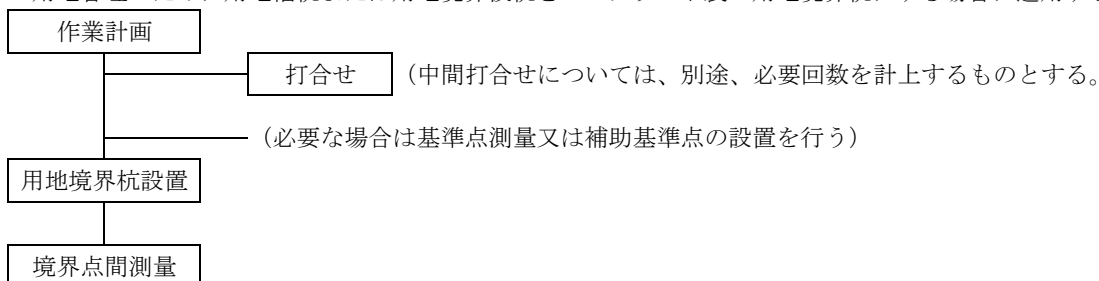 作業計画
打合せ （中間打合せについては、別途、必要回数を計上するものとする。
（必要な場合は基準点測量又は補助基準点の設置を行う）
用地境界杭設置
境界点間測量